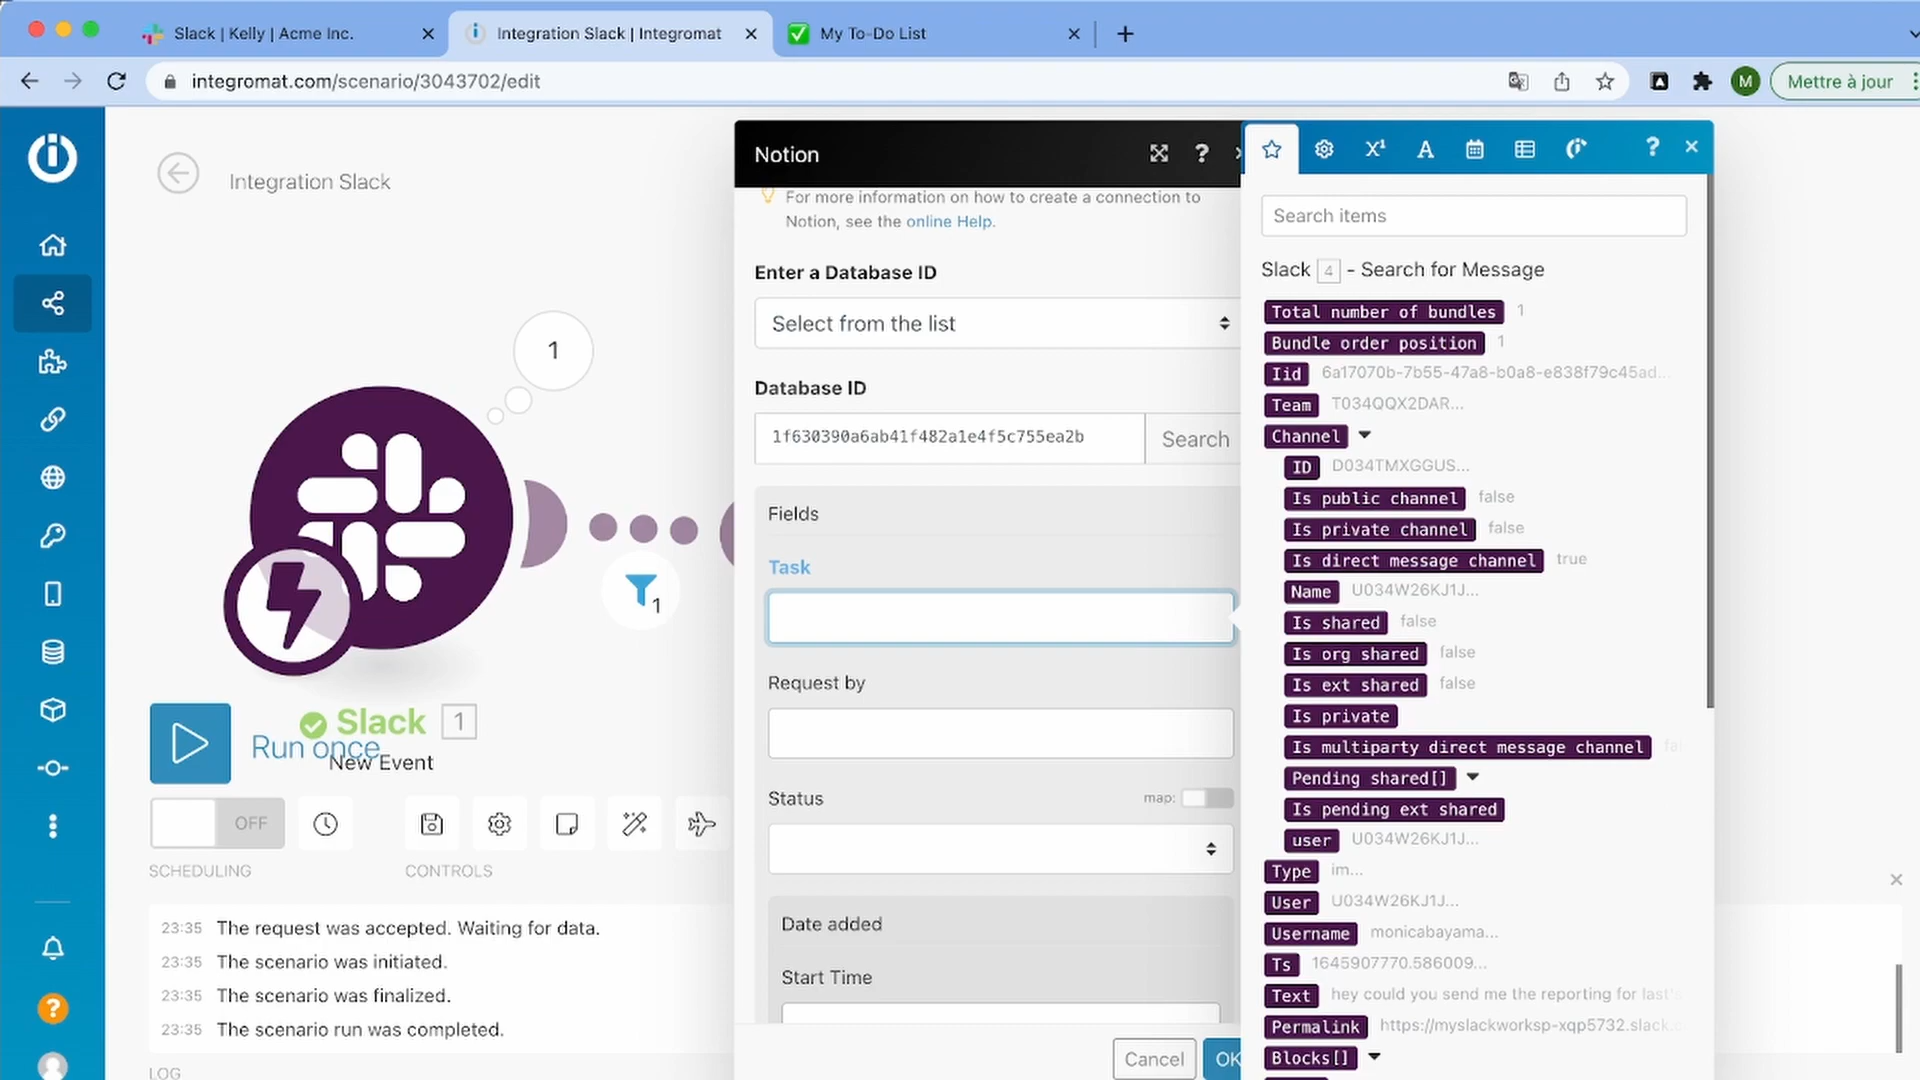 Slack | Kelly | Acme Inc.
Integration Slack | Integromat
My To-Do List
integromat.com/scenario/3043702/edit
M
Mettre à jour
Integration Slack
1
1
Slack 1
Run once
New Event
OFF
SCHEDULING
CONTROLS
23:35 The request was accepted. Waiting for data.
23:35 The scenario was initiated.
23:35 The scenario was finalized.
23:35 The scenario run was completed.
LOG
Notion
For more information on how to create a connection to
Notion, see the online Help.
Enter a Database ID
Select from the list
Database ID
1f630390a6ab41f482a1e4f5c755ea2b
Search
Fields
Task
Request by
Status
map:
Date added
Start Time
Cancel
OK
Search items
Slack 4 - Search for Message
Total number of bundles 1
Bundle order position 1
Iid 6a17070b-7b55-47a8-b0a8-e838f79c45ad...
Team T034QQX2DAR...
Channel
ID D034TMXGGUS...
Is public channel false
Is private channel false
Is direct message channel true
Name U034W26KJ1J...
Is shared false
Is org shared false
Is ext shared false
Is private
Is multiparty direct message channel
Pending shared[]
Is pending ext shared
user U034W26KJ1J...
Type im...
User U034W26KJ1J...
Username monicabayama...
Ts 1645907770.586009...
Text hey could you send me the reporting for last's
Permalink https://myslackworksp-xqp5732.slack.c
Blocks[]